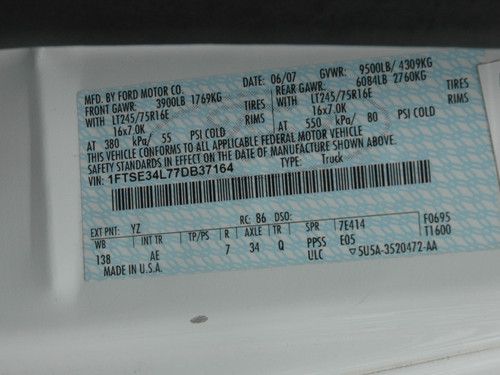 MFD. BY FORD MOTOR CO. DATE: 06/07 GVWR: 9500LB/ 4309KG
FRONT GAWR: 3900LB 1769KG REAR GAWR: 6084LB 2760KG
WITH LT245/75R16E TIRES WITH LT245/75R16E TIRES
16x7.0K RIMS 16x7.0K RIMS
AT 380 kPa/ 55 PSI COLD AT 550 kPa/ 80 PSI COLD
THIS VEHICLE CONFORMS TO ALL APPLICABLE FEDERAL MOTOR VEHICLE
SAFETY STANDARDS IN EFFECT ON THE DATE OF MANUFACTURE SHOWN ABOVE.
VIN: 1FTSE34L77DB37164 TYPE: Truck
EXT PNT: YZ RC: 86 DSO: F0695
WB INT TR TP/PS R AXLE TR SPR 7E414 T1600
138 AE 7 34 Q PPSS E05
MADE IN U.S.A. ULC ▽5U5A-3520472-AA